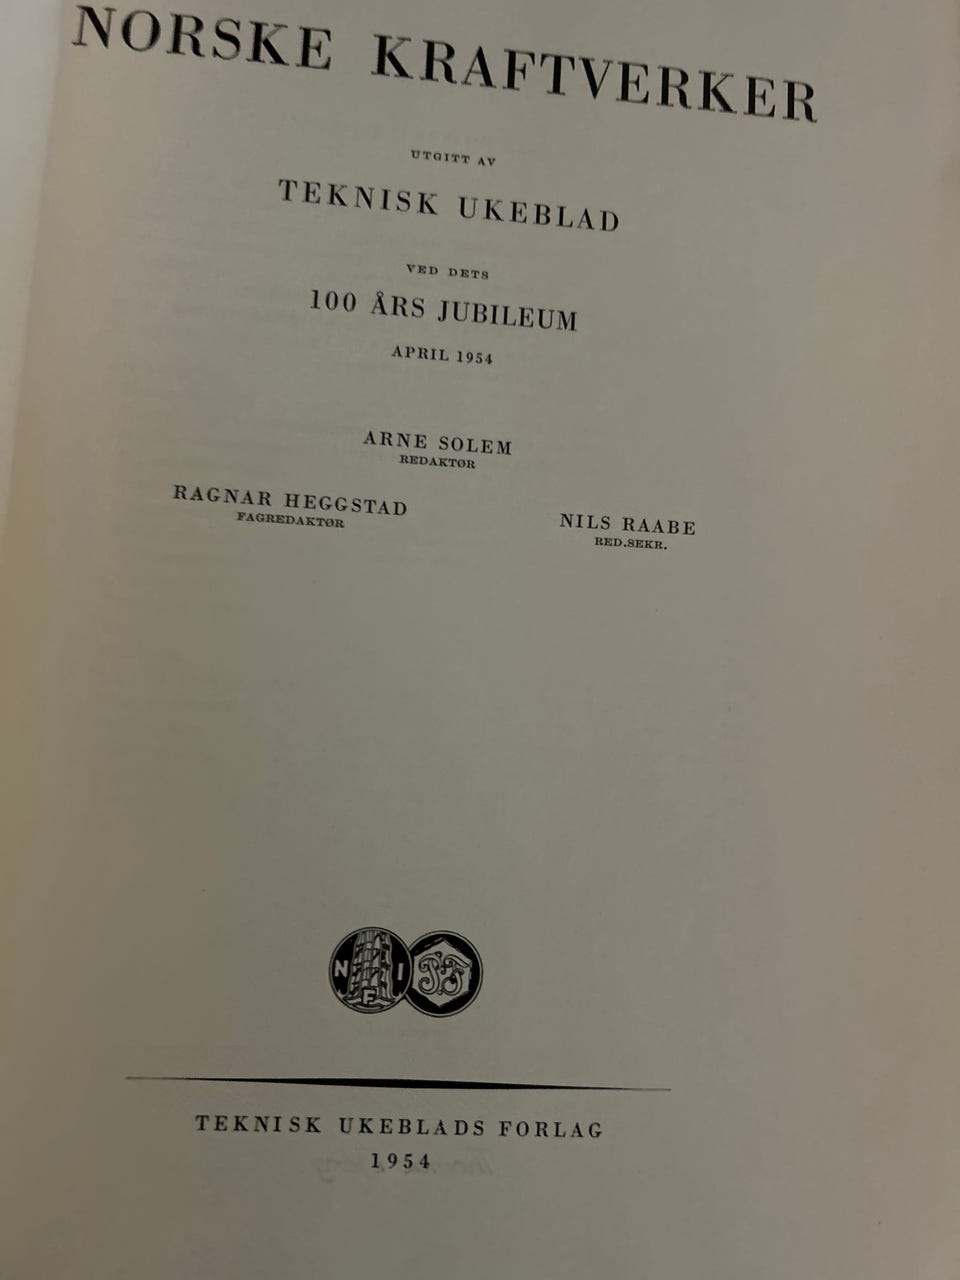 NORSKE KRAFTVERKER
UTGITT AV
TEKNISK UKEBLAD
VED DETS
100 ÅRS JUBILEUM
APRIL 1954
ARNE SOLEM
REDAKTØR
RAGNAR HEGGSTAD
FAGREDAKTØR
NILS RAABE
RED.SEKR.
N F I
P F
TEKNISK UKEBLADS FORLAG
1954